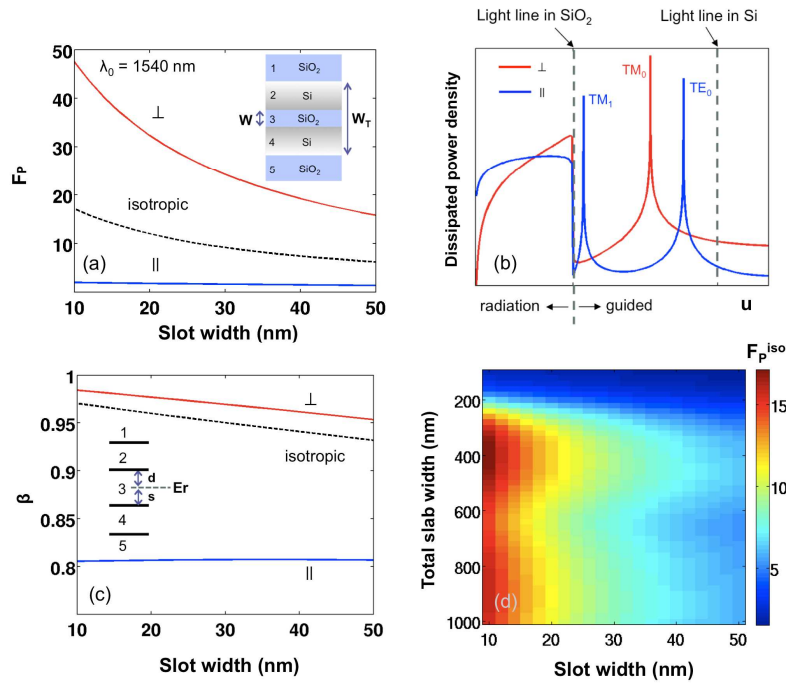 50
40
30
20
10
F_P
λ₀ = 1540 nm
⊥
isotropic
||
(a)
1 SiO₂
2 Si
W 3 SiO₂ W_T
4 Si
5 SiO₂
10 20 30 40 50
Slot width (nm)
Light line in SiO₂ Light line in Si
Dissipated power density
⊥
||
TM₁
TM₀
TE₀
(b)
radiation guided
u
1
0.95
0.9
0.85
0.8
β
⊥
isotropic
1
2
d
3 Er
s
4
5
||
(c)
10 20 30 40 50
Slot width (nm)
F_P^iso
200
400
600
800
1000
Total slab width (nm)
(d)
10 20 30 40 50
Slot width (nm)
15
10
5